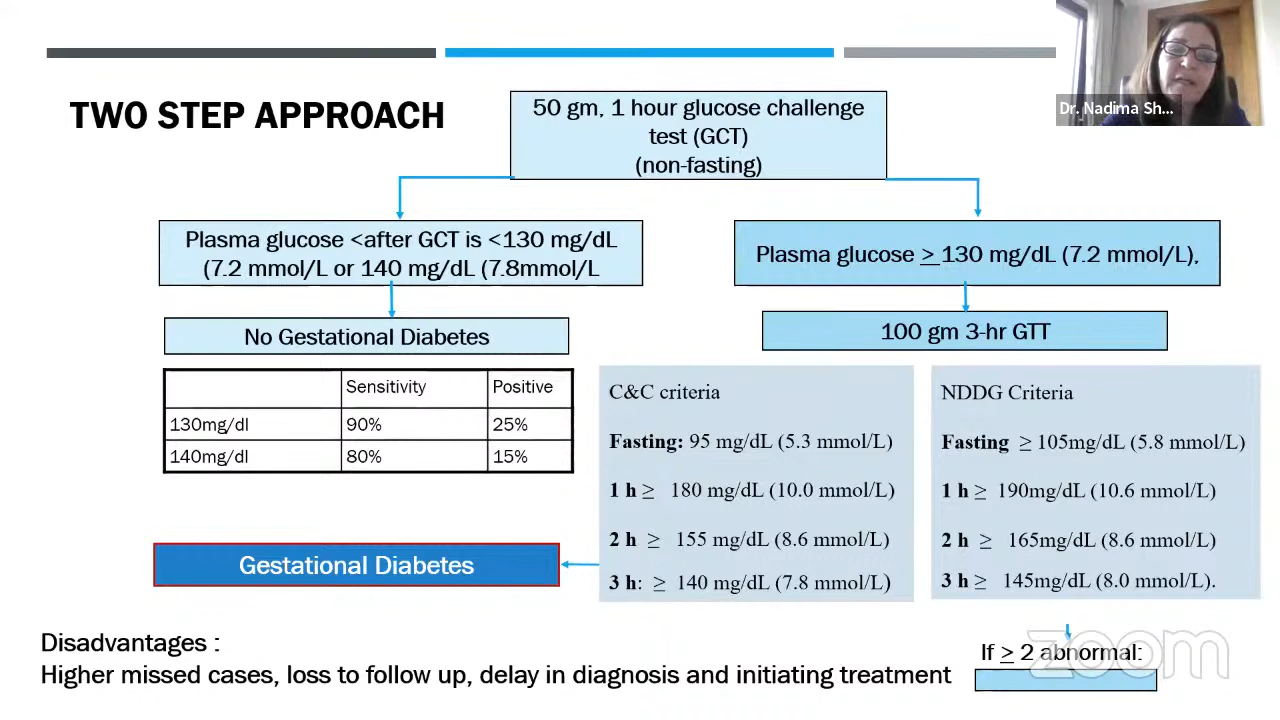 TWO STEP APPROACH
50 gm, 1 hour glucose challenge
test (GCT)
(non-fasting)
Dr. Nadima Sh...
Plasma glucose <after GCT is <130 mg/dL
(7.2 mmol/L or 140 mg/dL (7.8mmol/L
Plasma glucose ≥ 130 mg/dL (7.2 mmol/L),
No Gestational Diabetes
100 gm 3-hr GTT
Sensitivity Positive
130mg/dl 90% 25%
140mg/dl 80% 15%
C&C criteria
Fasting: 95 mg/dL (5.3 mmol/L)
1 h ≥ 180 mg/dL (10.0 mmol/L)
2 h ≥ 155 mg/dL (8.6 mmol/L)
3 h: ≥ 140 mg/dL (7.8 mmol/L)
NDDG Criteria
Fasting ≥ 105mg/dL (5.8 mmol/L)
1 h ≥ 190mg/dL (10.6 mmol/L)
2 h ≥ 165mg/dL (8.6 mmol/L)
3 h ≥ 145mg/dL (8.0 mmol/L).
Gestational Diabetes
Disadvantages :
Higher missed cases, loss to follow up, delay in diagnosis and initiating treatment
If ≥ 2 abnormal:
zoom